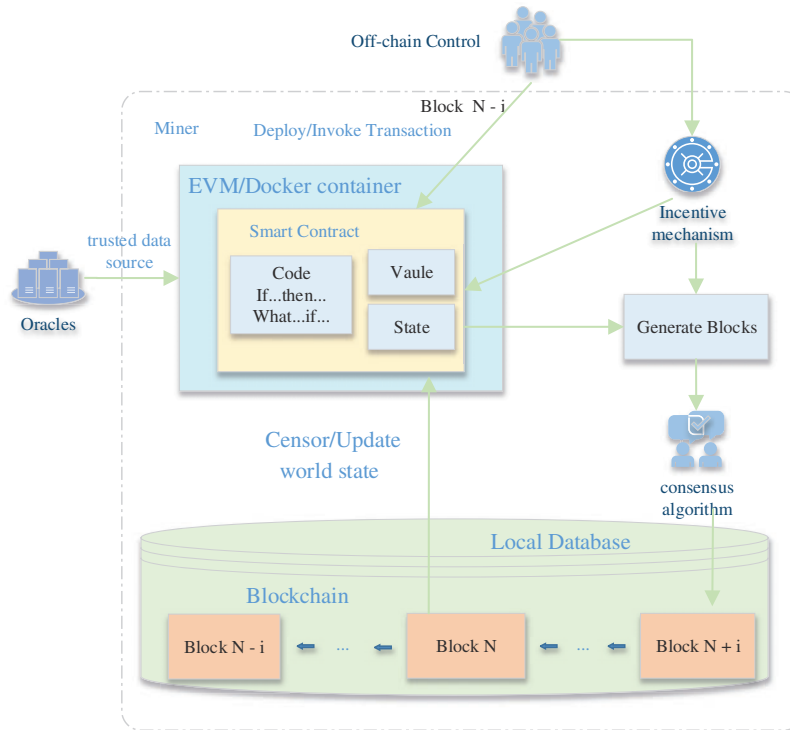 Off-chain Control
Block N - i
Miner
Deploy/Invoke Transaction
EVM/Docker container
Smart Contract
Code
If...then...
What...if...
Vaule
State
trusted data
source
Oracles
Incentive
mechanism
Generate Blocks
consensus
algorithm
Censor/Update
world state
Local Database
Blockchain
Block N - i
...
Block N
...
Block N + i